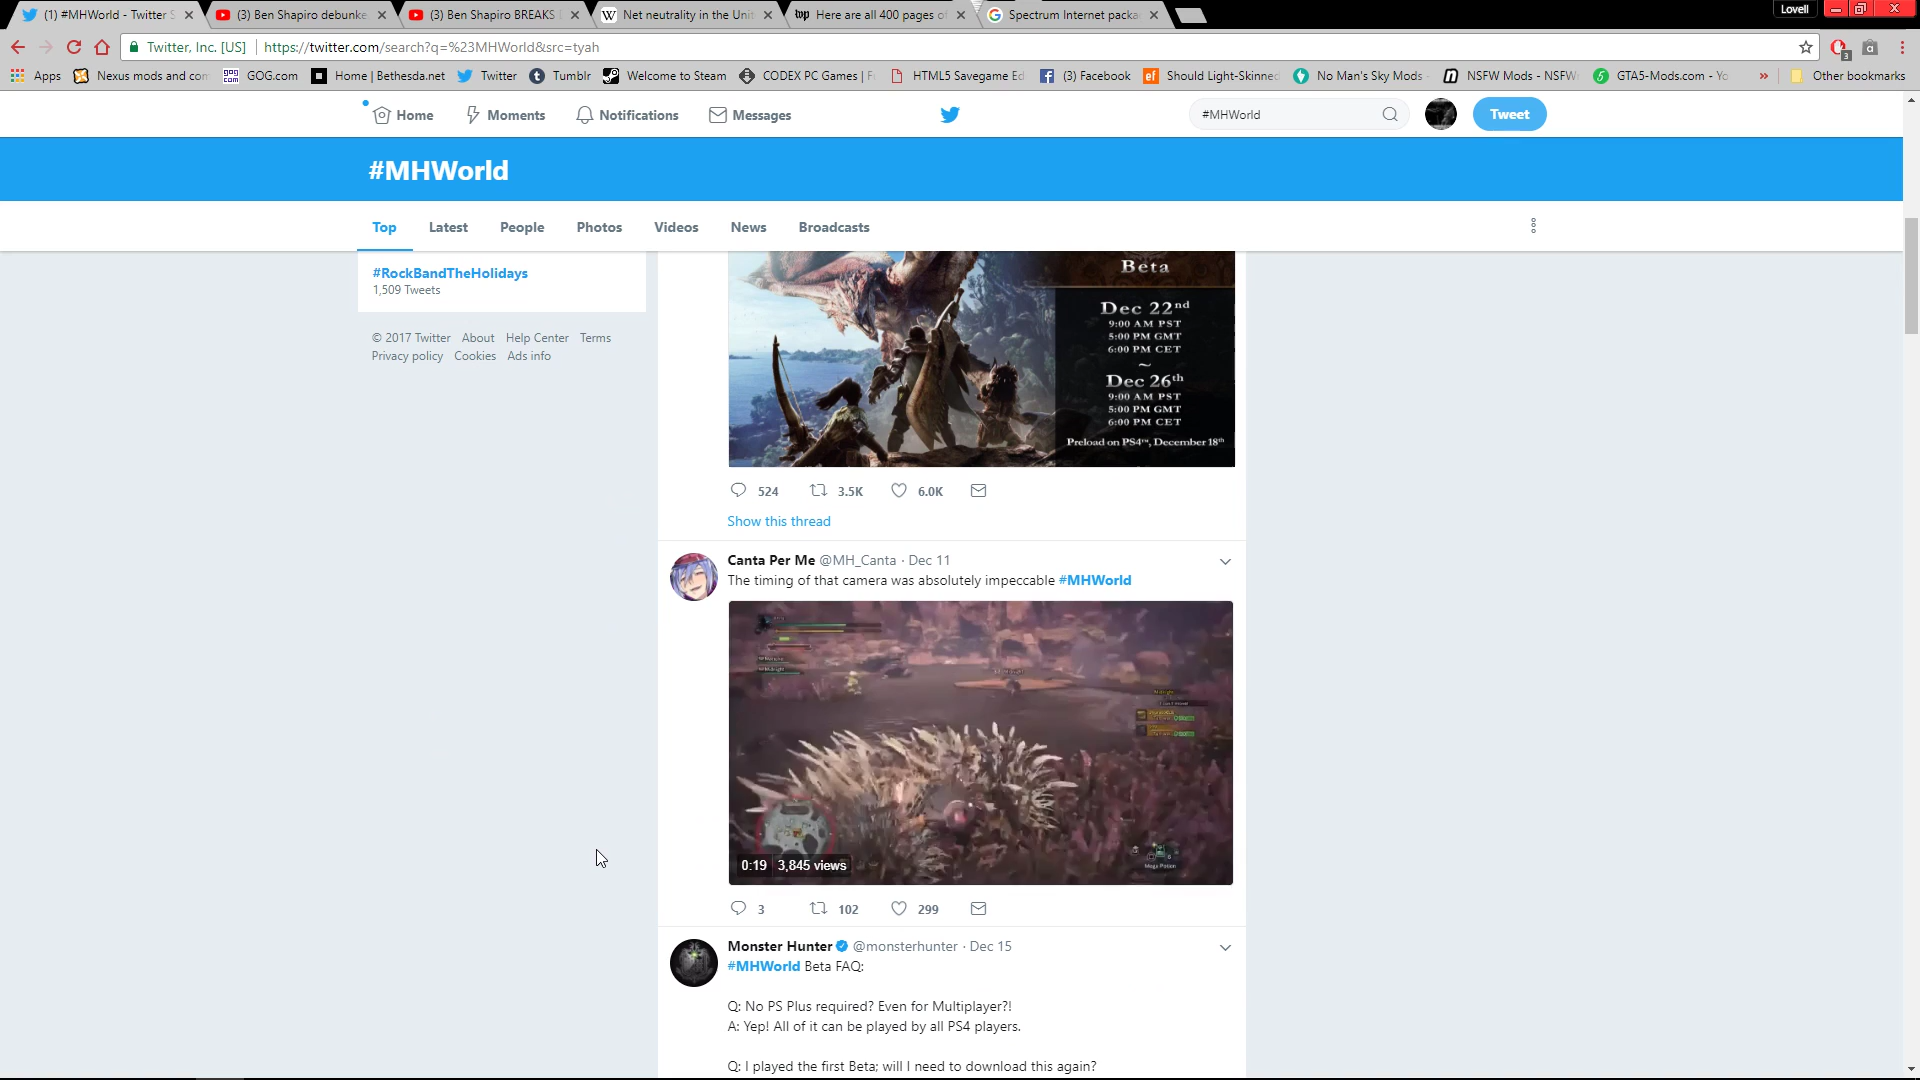 (1) #MHWorld - Twitter S
(3) Ben Shapiro debunke
(3) Ben Shapiro BREAKS
Net neutrality in the Unit
wp Here are all 400 pages o
Spectrum Internet packa
Lovell
Twitter, Inc. [US] https://twitter.com/search?q=%23MHWorld&src=tyah
3
Apps
Nexus mods and com
GOG.com
Home | Bethesda.net
Twitter
Tumblr
Welcome to Steam
CODEX PC Games | F
HTML5 Savegame Ed
(3) Facebook
ef Should Light-Skinned
No Man's Sky Mods
NSFW Mods - NSFW
GTA5-Mods.com - Yo
»
Other bookmarks
Home
Moments
Notifications
Messages
#MHWorld
Tweet
#MHWorld
Top
Latest
People
Photos
Videos
News
Broadcasts
#RockBandTheHolidays
1,509 Tweets
© 2017 Twitter About Help Center Terms
Privacy policy Cookies Ads info
Beta
Dec 22nd
9:00 AM PST
5:00 PM GMT
6:00 PM CET
~
Dec 26th
9:00 AM PST
5:00 PM GMT
6:00 PM CET
Preload on PS4™, December 18th
524 3.5K 6.0K
Show this thread
Canta Per Me @MH_Canta · Dec 11
The timing of that camera was absolutely impeccable #MHWorld
Mega Potion
0:19 3,845 views
3 102 299
Monster Hunter @monsterhunter · Dec 15
#MHWorld Beta FAQ:
Q: No PS Plus required? Even for Multiplayer?!
A: Yep! All of it can be played by all PS4 players.
Q: I played the first Beta; will I need to download this again?